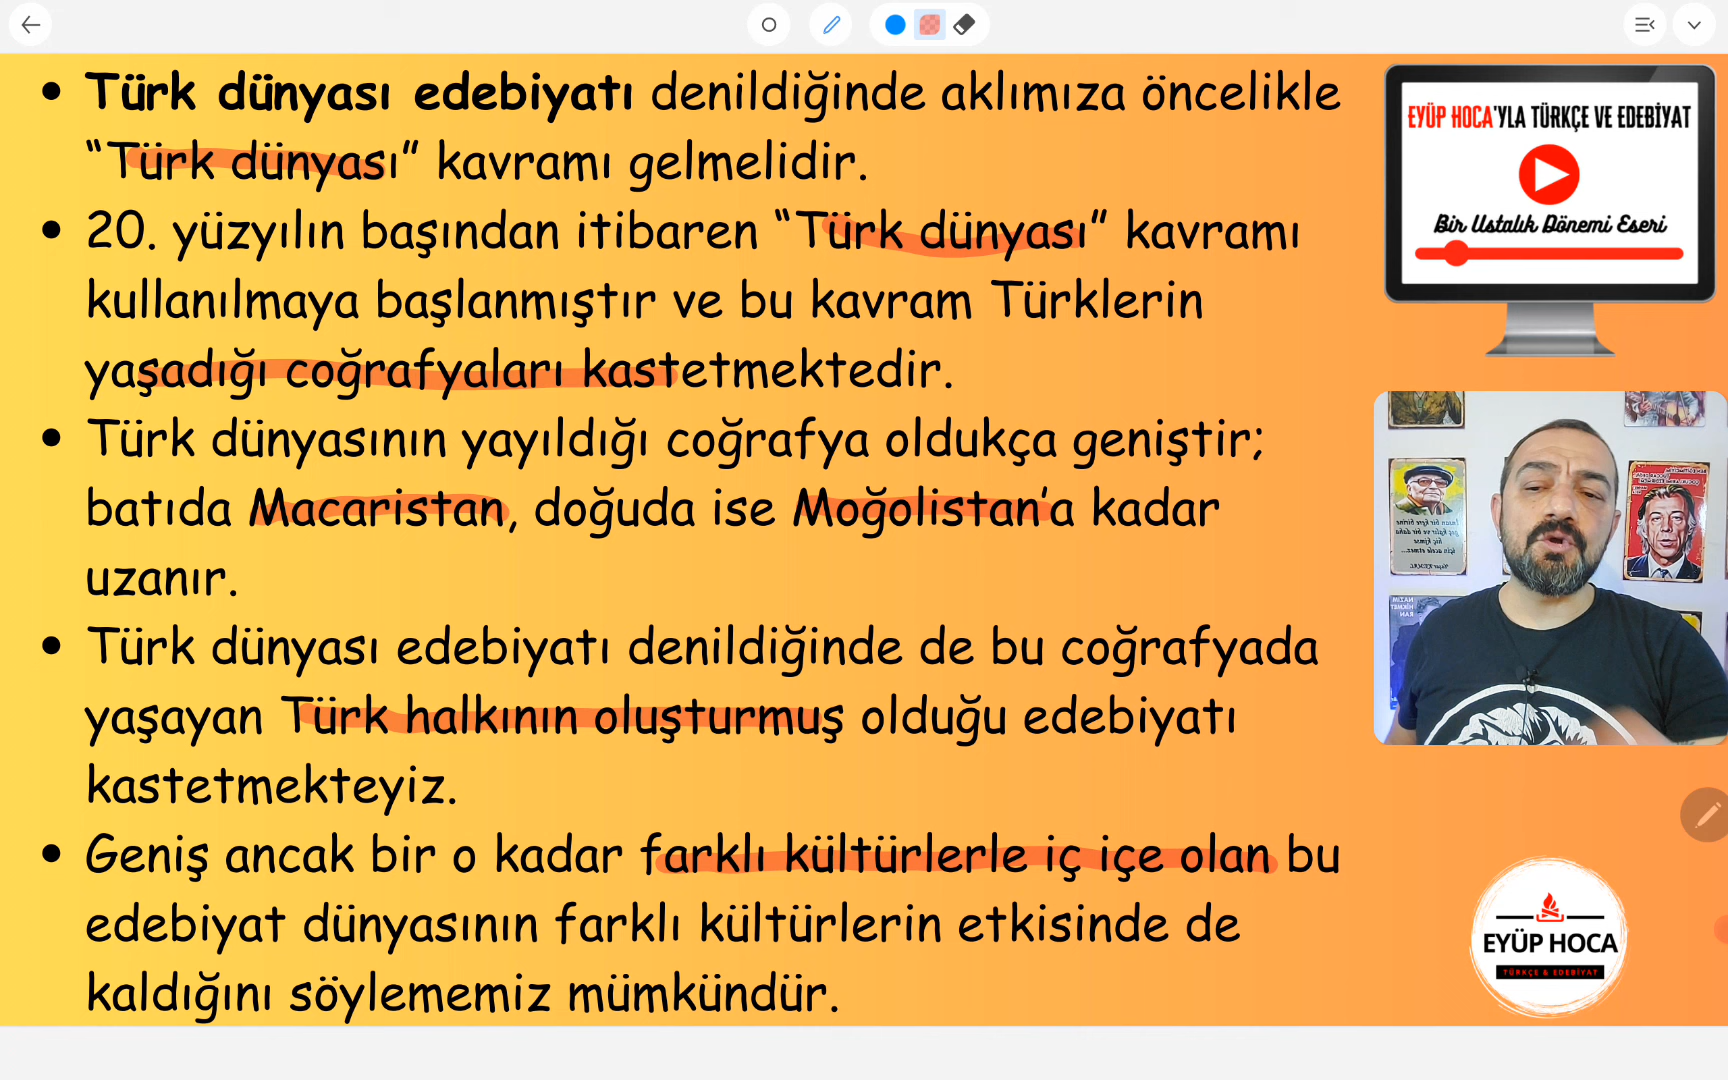 Türk dünyası edebiyatı denildiğinde aklımıza öncelikle
“Türk dünyası” kavramı gelmelidir.
20. yüzyılın başından itibaren “Türk dünyası” kavramı
kullanılmaya başlanmıştır ve bu kavram Türklerin
yaşadığı coğrafyaları kastetmektedir.
Türk dünyasının yayıldığı coğrafya oldukça geniştir;
batıda Macaristan, doğuda ise Moğolistan’a kadar
uzanır.
Türk dünyası edebiyatı denildiğinde de bu coğrafyada
yaşayan Türk halkının oluşturmuş olduğu edebiyatı
kastetmekteyiz.
Geniş ancak bir o kadar farklı kültürlerle iç içe olan bu
edebiyat dünyasının farklı kültürlerin etkisinde de
kaldığını söylememiz mümkündür.
EYÜP HOCA'YLA TÜRKÇE VE EDEBİYAT
Bir Ustalık Dönemi Eseri
NAZIM
HİKMET
RAN
EYÜP HOCA
TÜRKÇE & EDEBİYAT